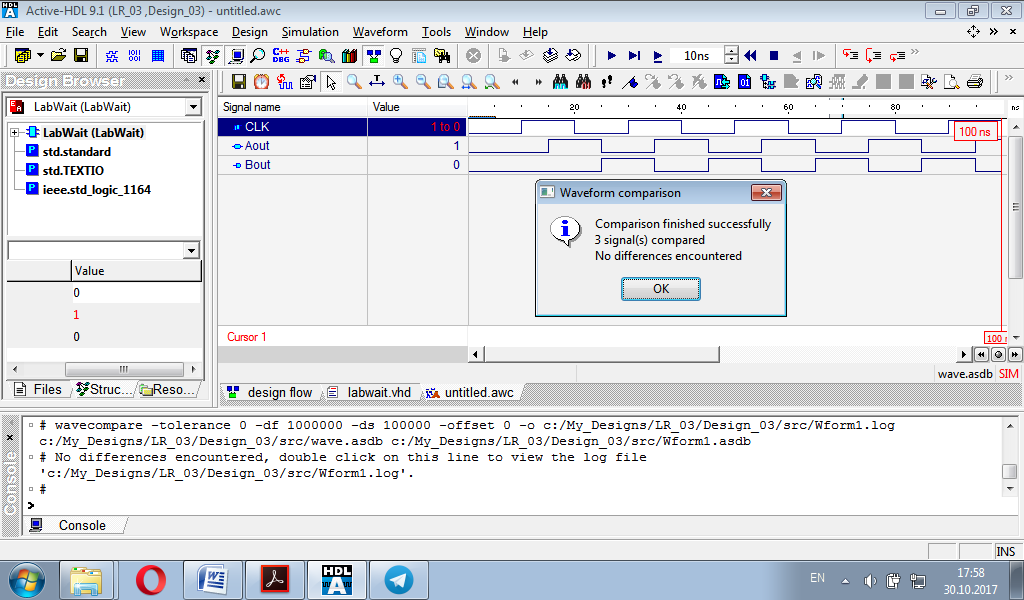 HDL
A
Active-HDL 9.1 (LR_03 ,Design_03) - untitled.awc
File Edit Search View Workspace Design Simulation Waveform Tools Window Help
10ns
Design Browser
LabWait (LabWait)
LabWait (LabWait)
std.standard
std.TEXTIO
ieee.std_logic_1164
Value
0
1
0
Files
Struc...
Reso...
Signal name
Value
20
40
60
80
ns
CLK
1 to 0
Aout
1
Bout
0
100 ns
Waveform comparison
Comparison finished successfully
3 signal(s) compared
No differences encountered
OK
Cursor 1
100
wave.asdb SIM
design flow
labwait.vhd
untitled.awc
# wavecompare -tolerance 0 -df 1000000 -ds 100000 -offset 0 -o c:/My_Designs/LR_03/Design_03/src/Wform1.log
c:/My_Designs/LR_03/Design_03/src/wave.asdb c:/My_Designs/LR_03/Design_03/src/Wform1.asdb
# No differences encountered, double click on this line to view the log file
'c:/My_Designs/LR_03/Design_03/src/Wform1.log'.
#
>
Console
Console
INS
HDL
A
EN
17:58
30.10.2017